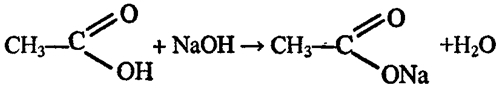 O O
CH₃–C + NaOH → CH₃–C +H₂O
OH ONa